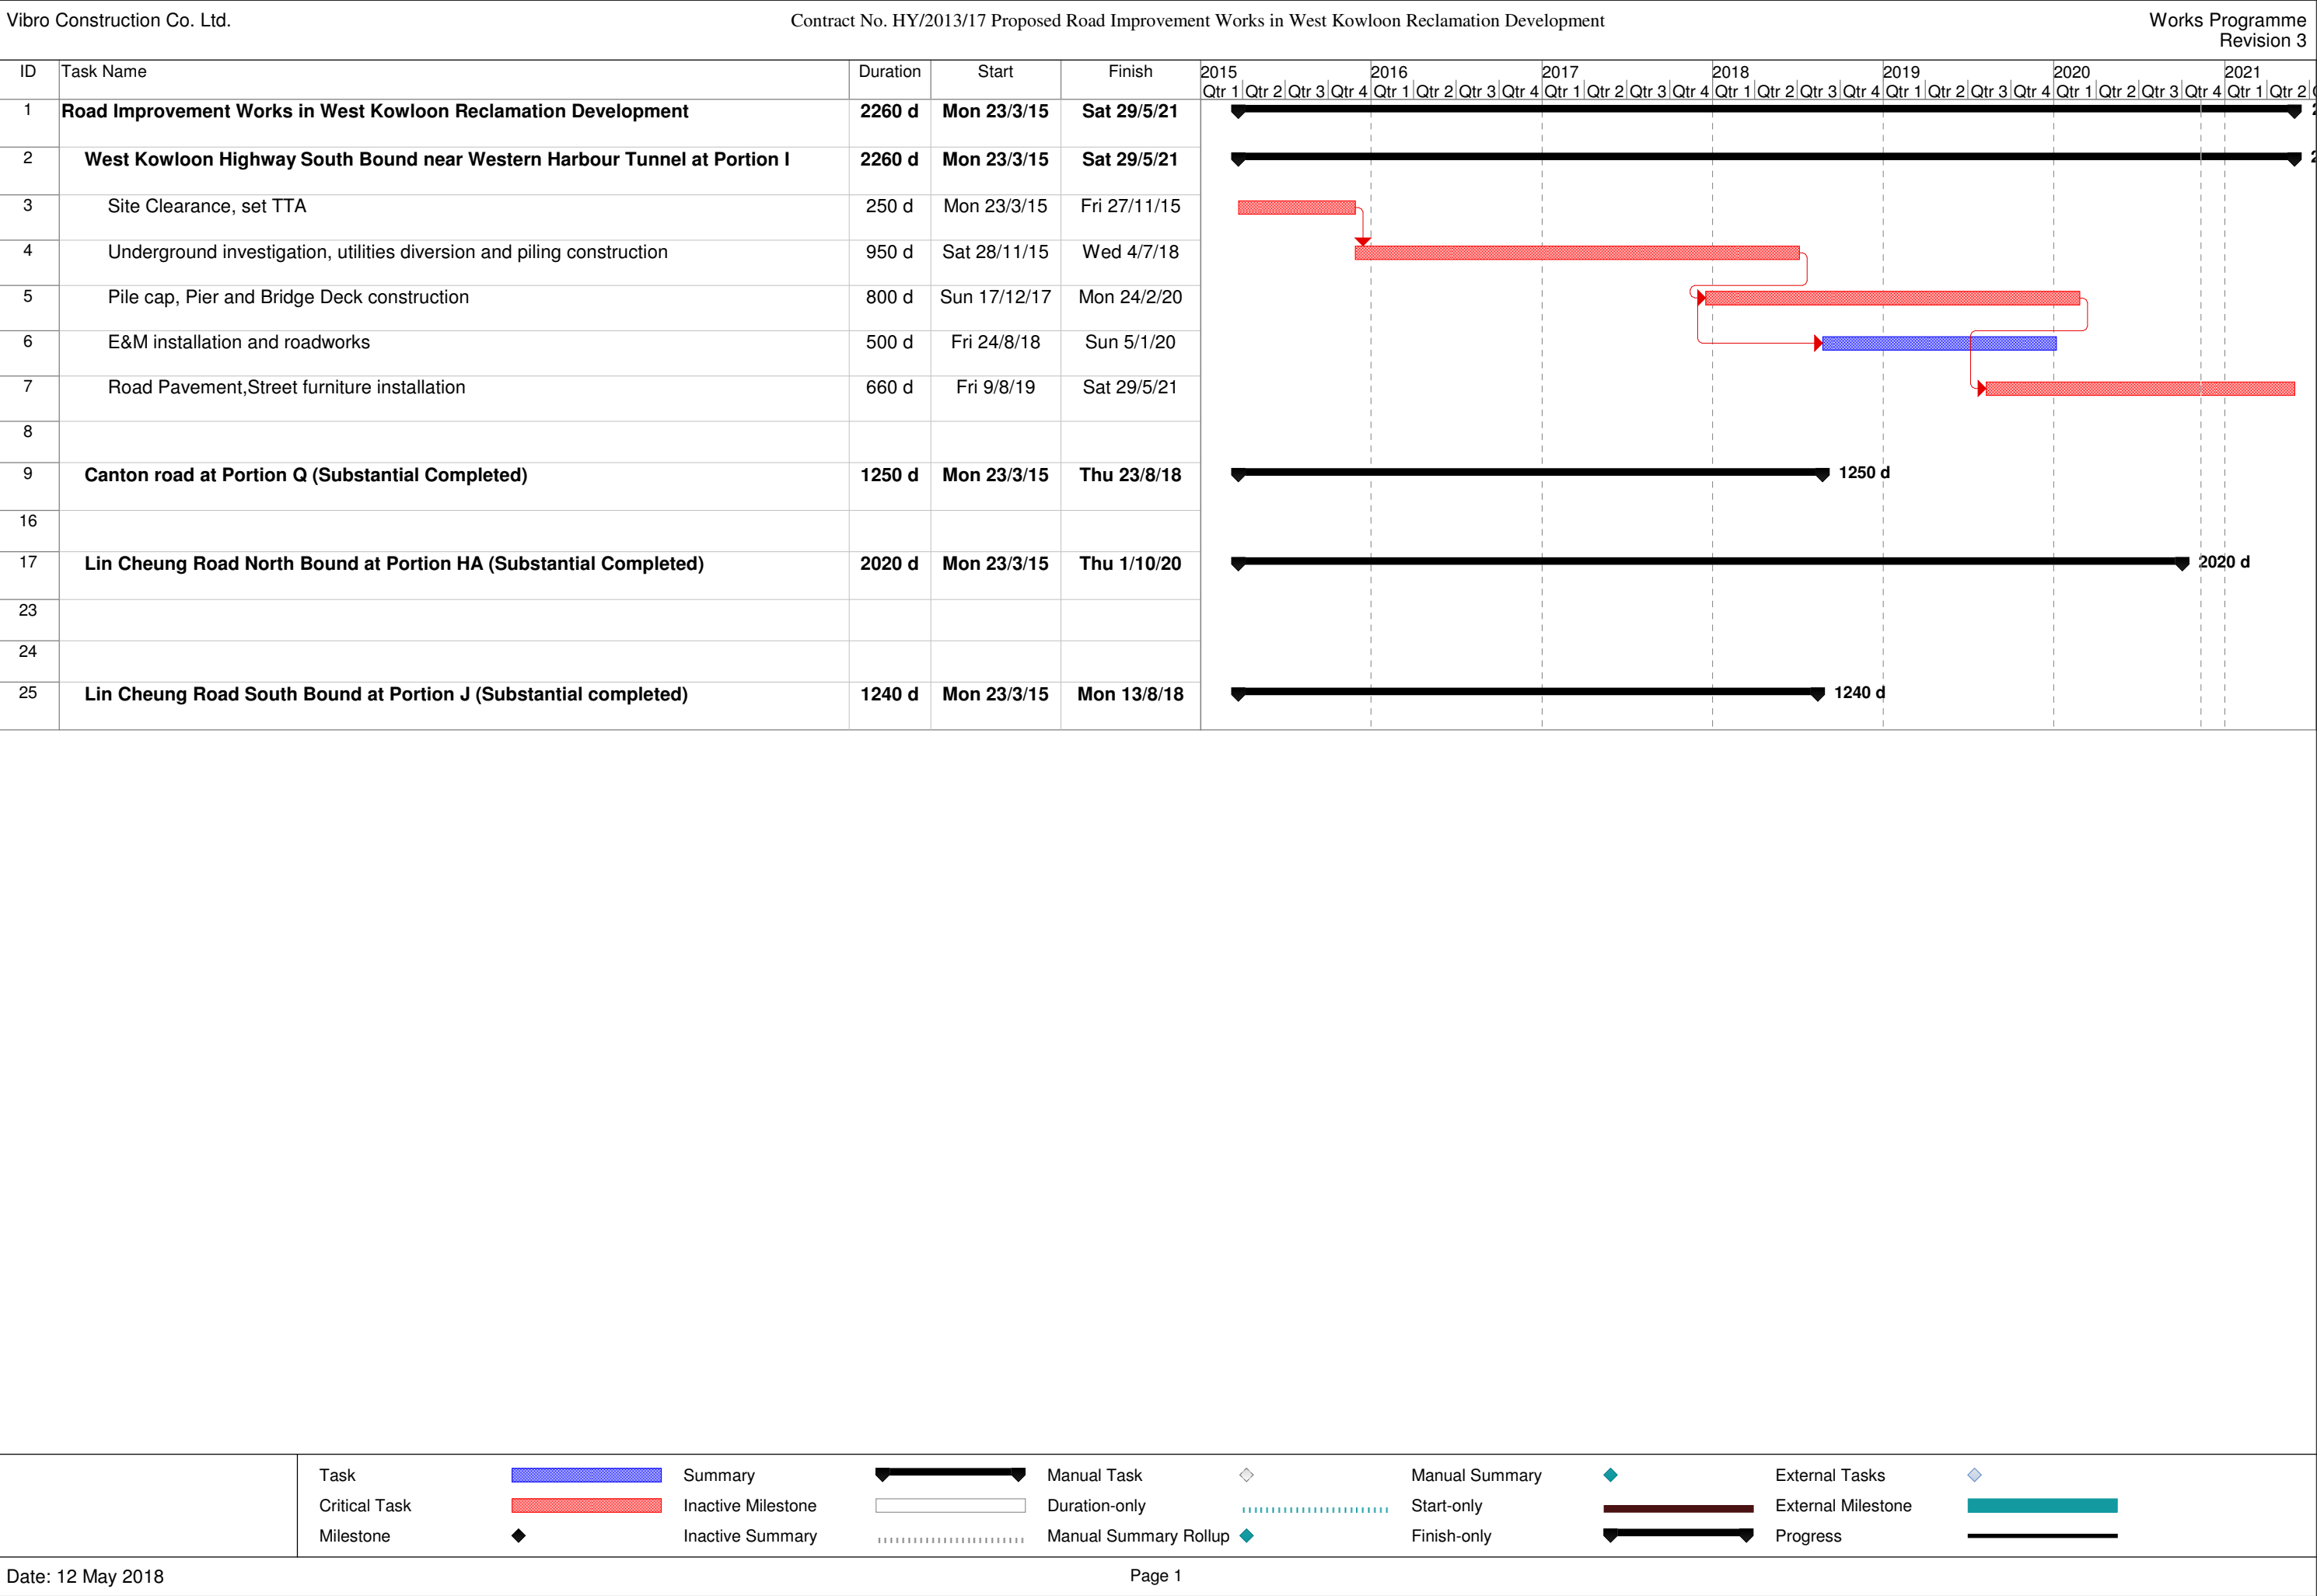 Vibro Construction Co. Ltd.
Contract No. HY/2013/17 Proposed Road Improvement Works in West Kowloon Reclamation Development
Works Programme
Revision 3
ID Task Name Duration Start Finish 2015 2016 2017 2018 2019 2020 2021
Qtr 1 Qtr 2 Qtr 3 Qtr 4 Qtr 1 Qtr 2 Qtr 3 Qtr 4 Qtr 1 Qtr 2 Qtr 3 Qtr 4 Qtr 1 Qtr 2 Qtr 3 Qtr 4 Qtr 1 Qtr 2 Qtr 3 Qtr 4 Qtr 1 Qtr 2 Qtr 3 Qtr 4 Qtr 1 Qtr 2
1 Road Improvement Works in West Kowloon Reclamation Development 2260 d Mon 23/3/15 Sat 29/5/21
2 West Kowloon Highway South Bound near Western Harbour Tunnel at Portion I 2260 d Mon 23/3/15 Sat 29/5/21
3 Site Clearance, set TTA 250 d Mon 23/3/15 Fri 27/11/15
4 Underground investigation, utilities diversion and piling construction 950 d Sat 28/11/15 Wed 4/7/18
5 Pile cap, Pier and Bridge Deck construction 800 d Sun 17/12/17 Mon 24/2/20
6 E&M installation and roadworks 500 d Fri 24/8/18 Sun 5/1/20
7 Road Pavement,Street furniture installation 660 d Fri 9/8/19 Sat 29/5/21
8
9 Canton road at Portion Q (Substantial Completed) 1250 d Mon 23/3/15 Thu 23/8/18 1250 d
16
17 Lin Cheung Road North Bound at Portion HA (Substantial Completed) 2020 d Mon 23/3/15 Thu 1/10/20 2020 d
23
24
25 Lin Cheung Road South Bound at Portion J (Substantial completed) 1240 d Mon 23/3/15 Mon 13/8/18 1240 d
Task Summary Manual Task Manual Summary External Tasks
Critical Task Inactive Milestone Duration-only Start-only External Milestone
Milestone Inactive Summary Manual Summary Rollup Finish-only Progress
Date: 12 May 2018 Page 1